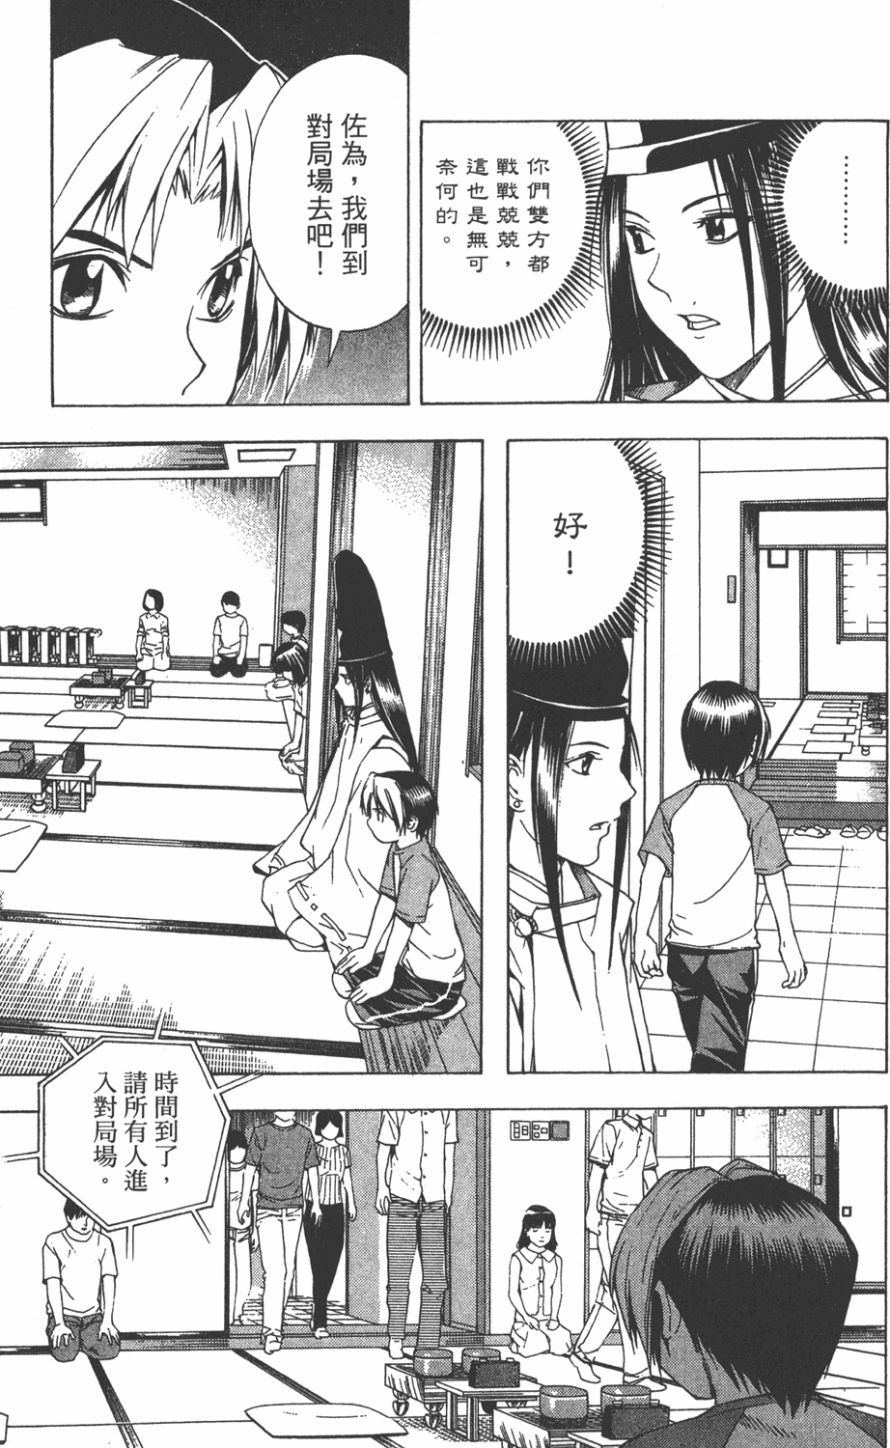 …………
你們雙方都
戰戰兢兢，
這也是無可
奈何的。
佐為，我們到
對局場去吧！
好！
時間到了，
請所有人進
入對局場。